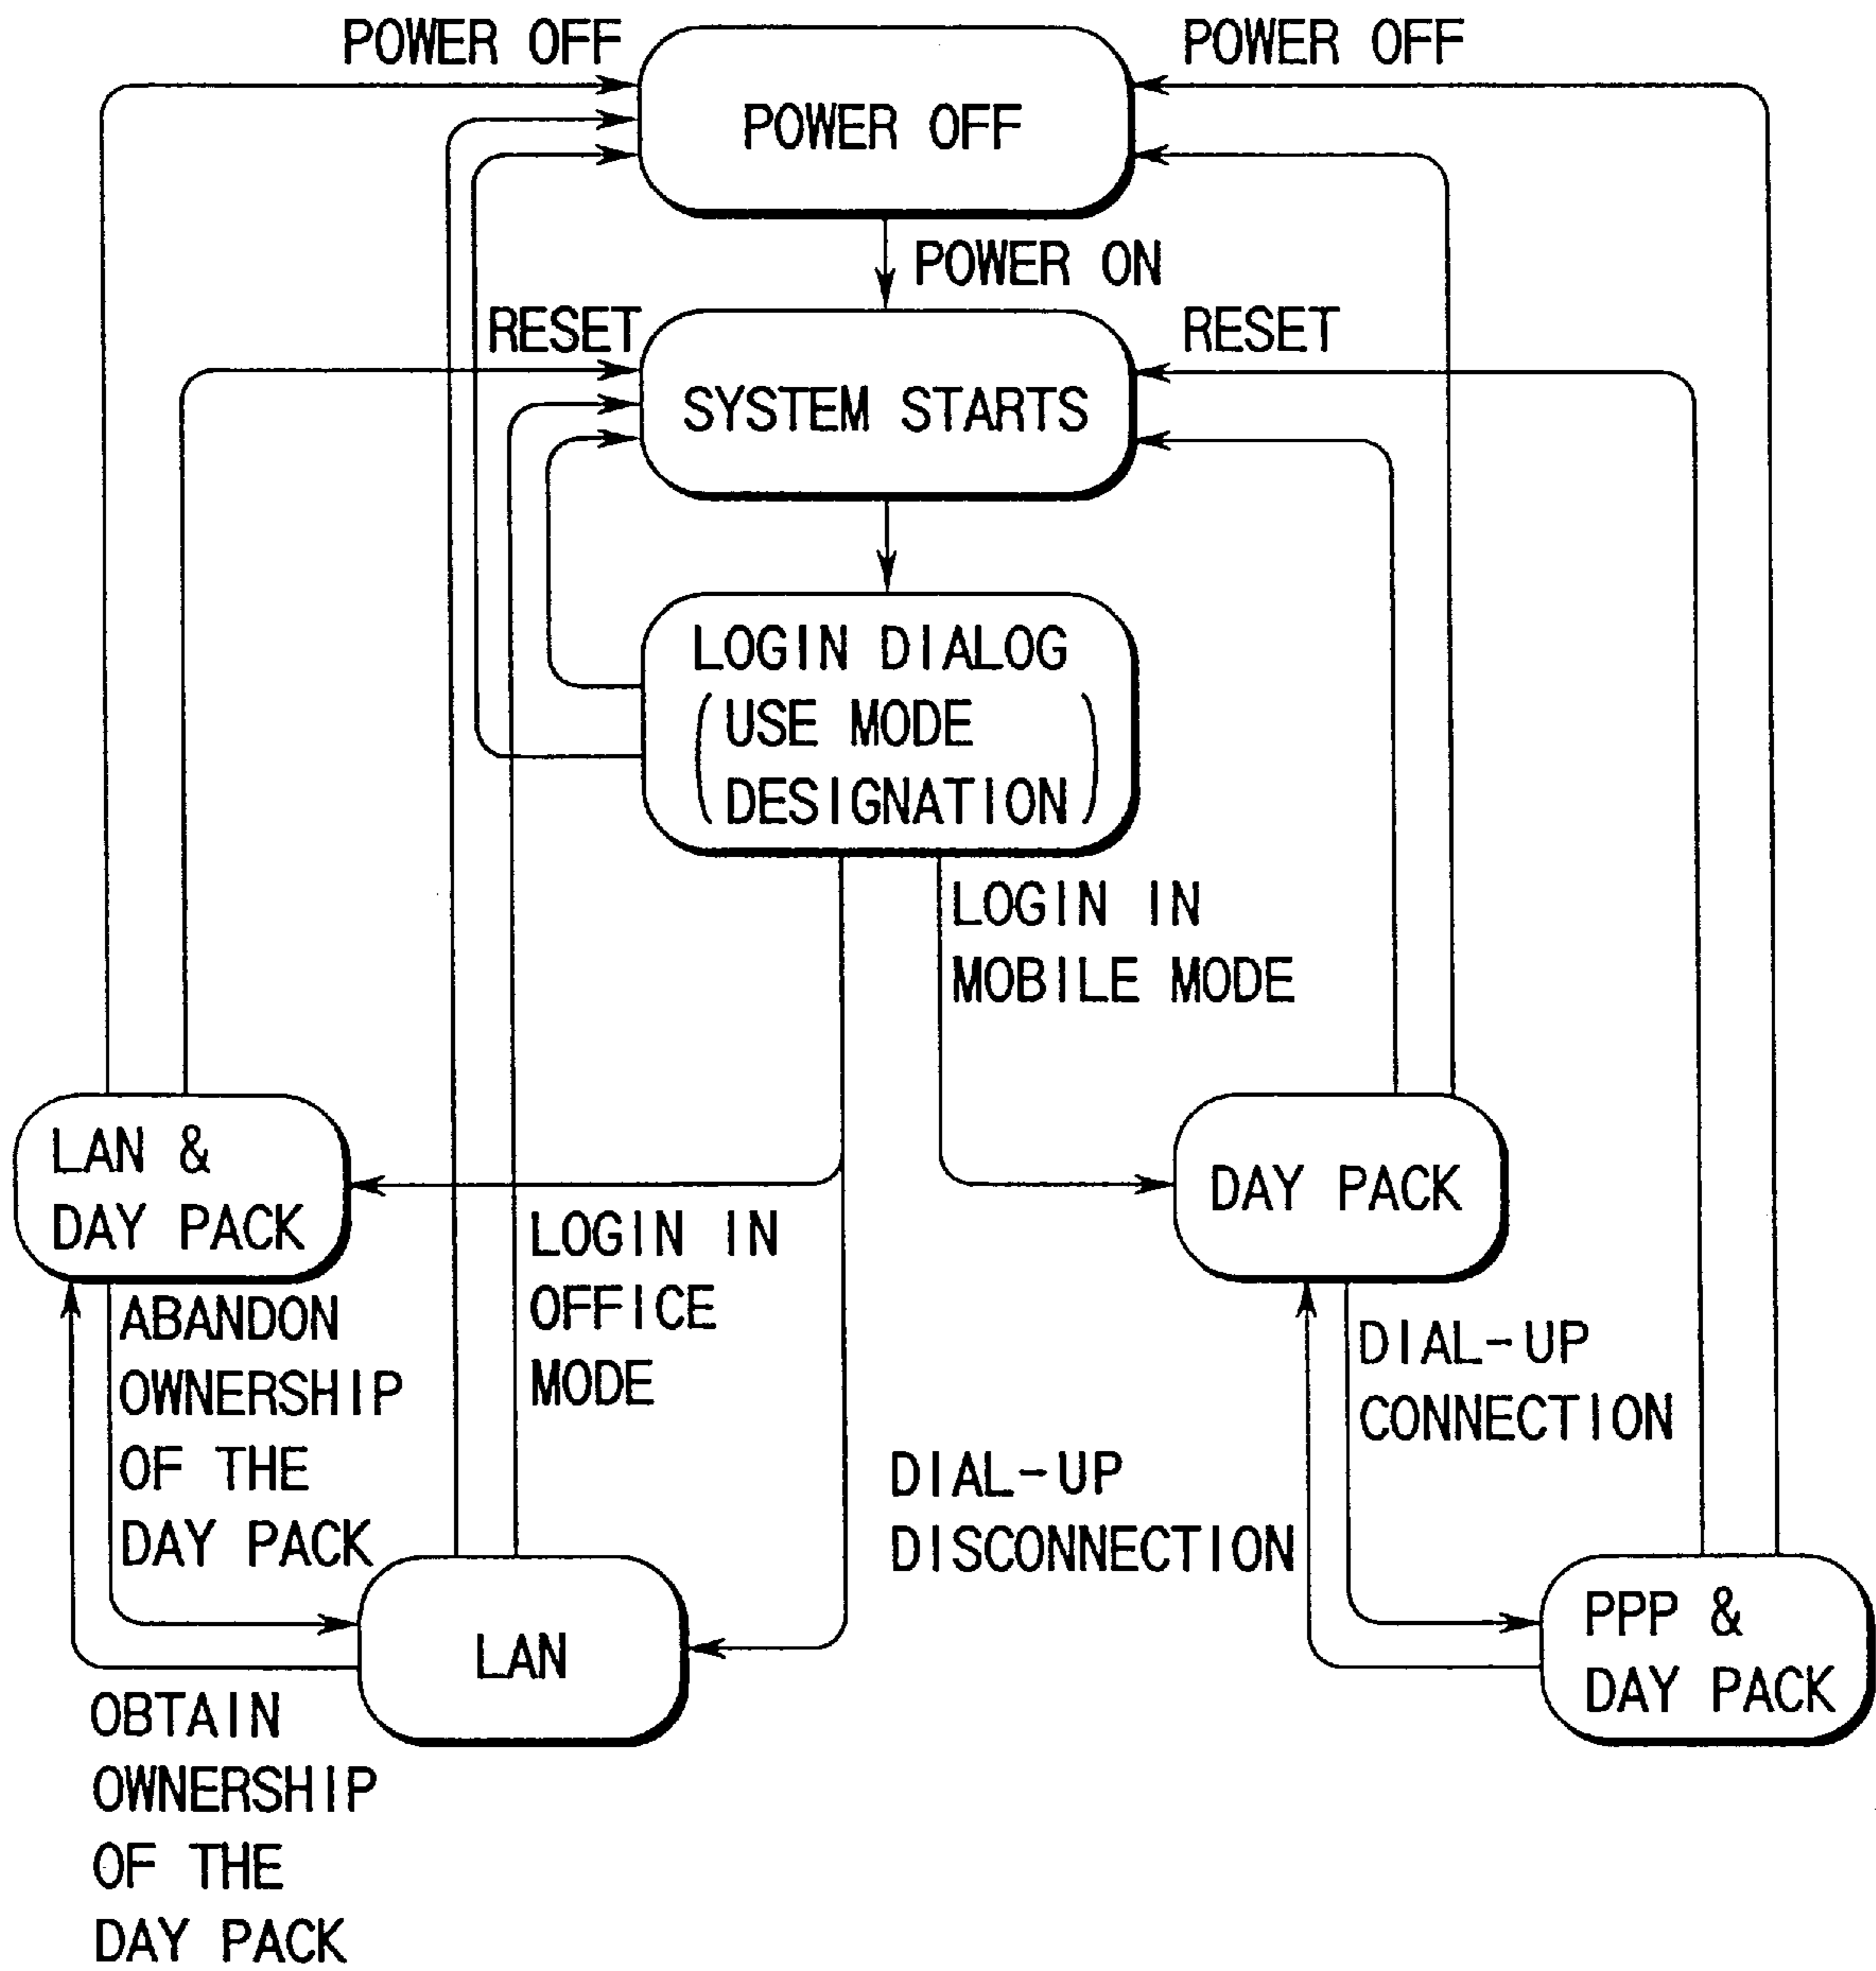 POWER OFF
POWER OFF
POWER OFF
POWER ON
RESET
RESET
SYSTEM STARTS
LOGIN DIALOG
(USE MODE
DESIGNATION)
LOGIN IN
MOBILE MODE
LAN &
DAY PACK
DAY PACK
LOGIN IN
OFFICE
MODE
ABANDON
OWNERSHIP
OF THE
DAY PACK
DIAL-UP
CONNECTION
DIAL-UP
DISCONNECTION
LAN
PPP &
DAY PACK
OBTAIN
OWNERSHIP
OF THE
DAY PACK